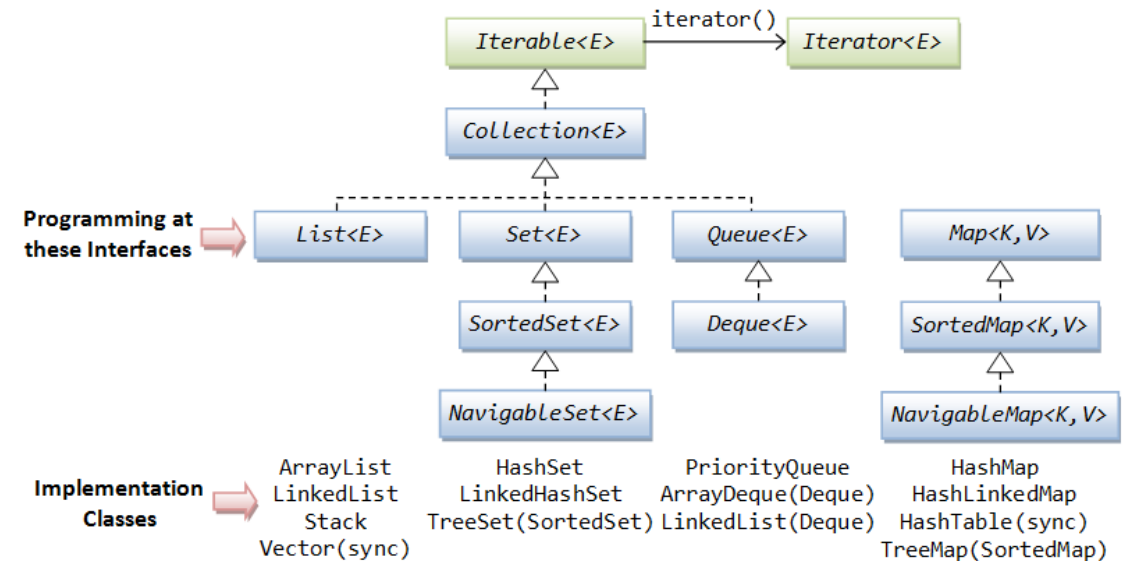 iterator()
Iterable<E>
Iterator<E>
Collection<E>
Programming at
these Interfaces
List<E>
Set<E>
Queue<E>
Map<K,V>
SortedSet<E>
Deque<E>
SortedMap<K,V>
NavigableSet<E>
NavigableMap<K,V>
Implementation
Classes
ArrayList
LinkedList
Stack
Vector(sync)
HashSet
LinkedHashSet
TreeSet(SortedSet)
PriorityQueue
ArrayDeque(Deque)
LinkedList(Deque)
HashMap
HashLinkedMap
HashTable(sync)
TreeMap(SortedMap)